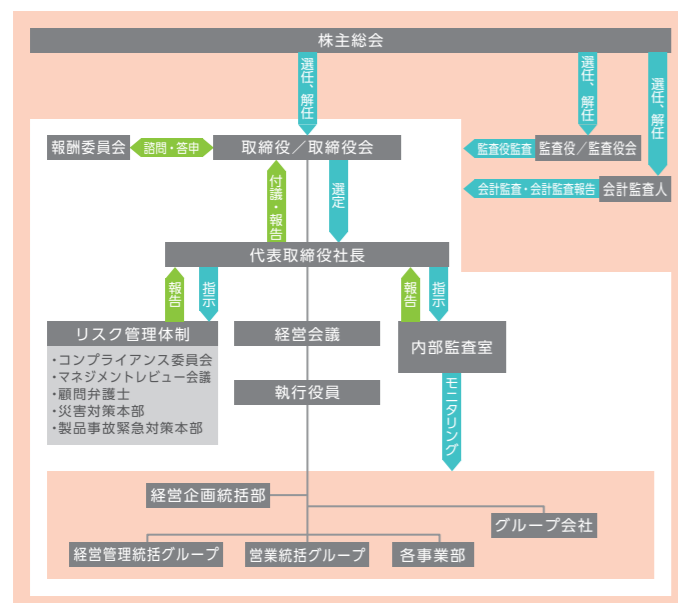 株主総会
選任、解任
選任、解任
選任、解任
報酬委員会
諮問・答申
取締役／取締役会
監査役監査
監査役／監査役会
会計監査・会計監査報告
会計監査人
付議・報告
選定
代表取締役社長
報告
指示
報告
指示
リスク管理体制
・コンプライアンス委員会
・マネジメントレビュー会議
・顧問弁護士
・災害対策本部
・製品事故緊急対策本部
経営会議
内部監査室
執行役員
モニタリング
経営企画統括部
グループ会社
経営管理統括グループ
営業統括グループ
各事業部